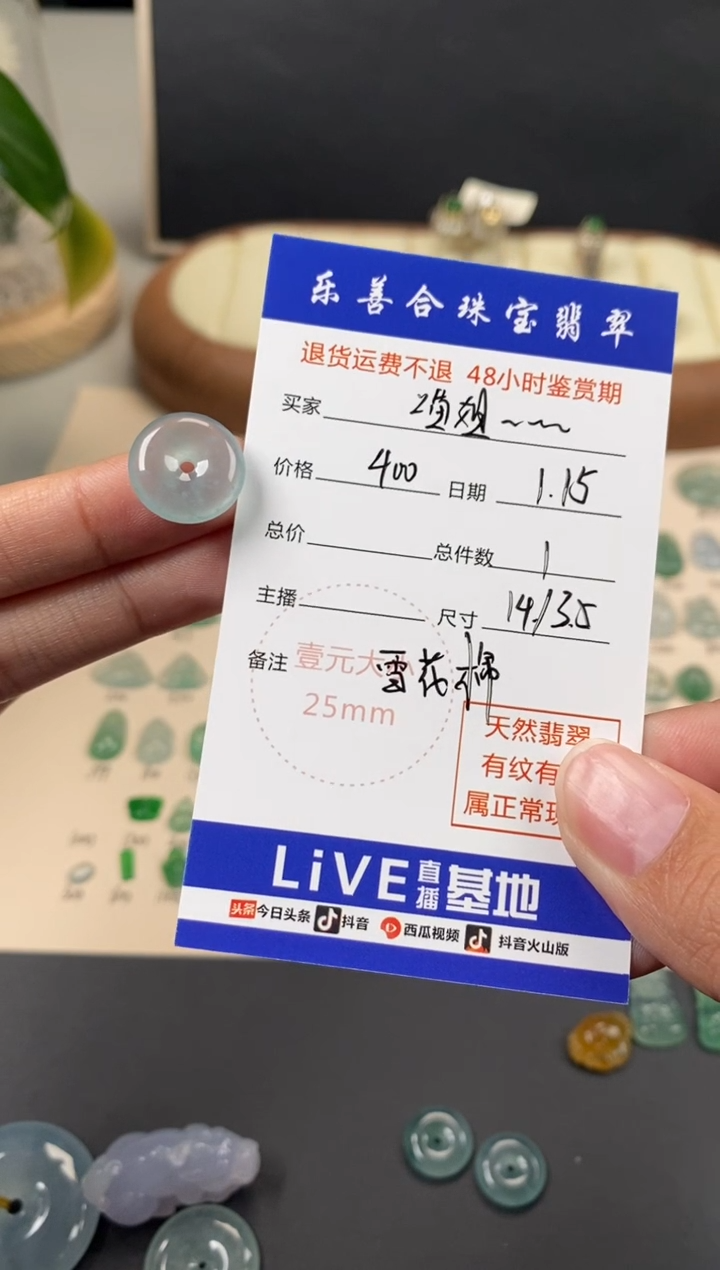 乐善合珠宝翡翠
退货运费不退 48小时鉴赏期
买家
价格 400 日期 1.15
总价 总件数 1
主播 尺寸 14/3.5
备注 雪花棉
壹元大小
25mm
天然翡翠
有纹有
属正常
LiVE直播基地
头条 今日头条 抖音 西瓜视频 抖音火山版